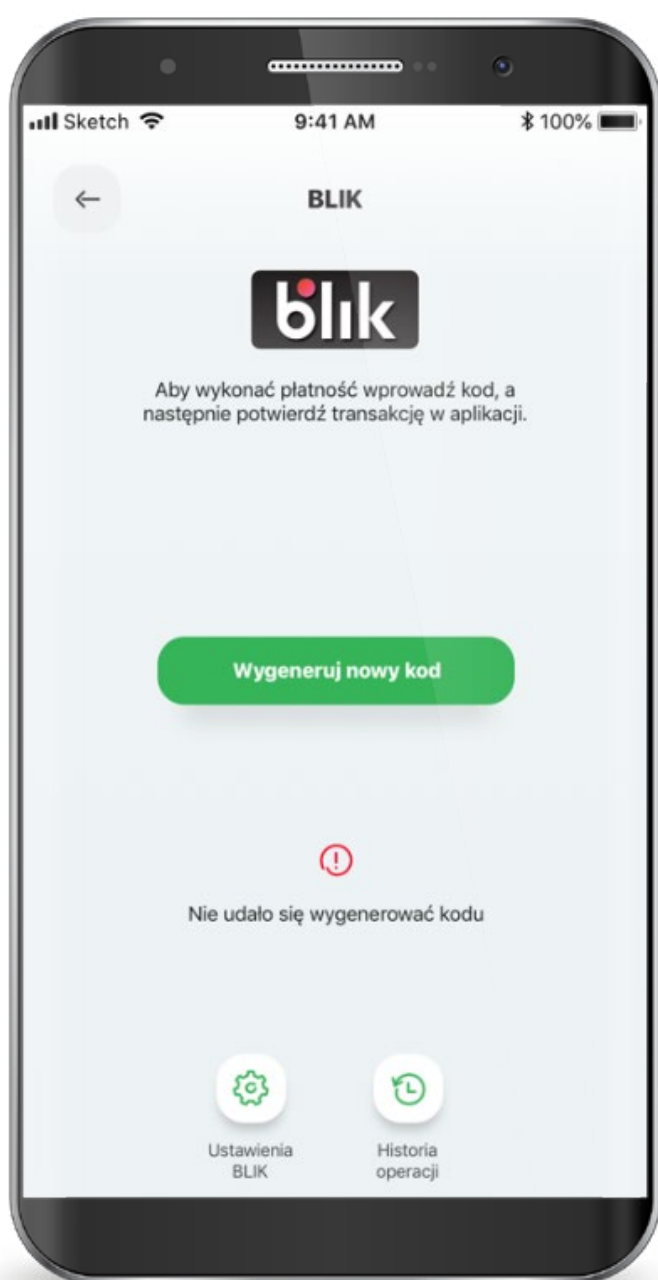 Sketch 9:41 AM 100%
BLIK
blik
Aby wykonać płatność wprowadź kod, a
następnie potwierdź transakcję w aplikacji.
Wygeneruj nowy kod
Nie udało się wygenerować kodu
Ustawienia
BLIK
Historia
operacji